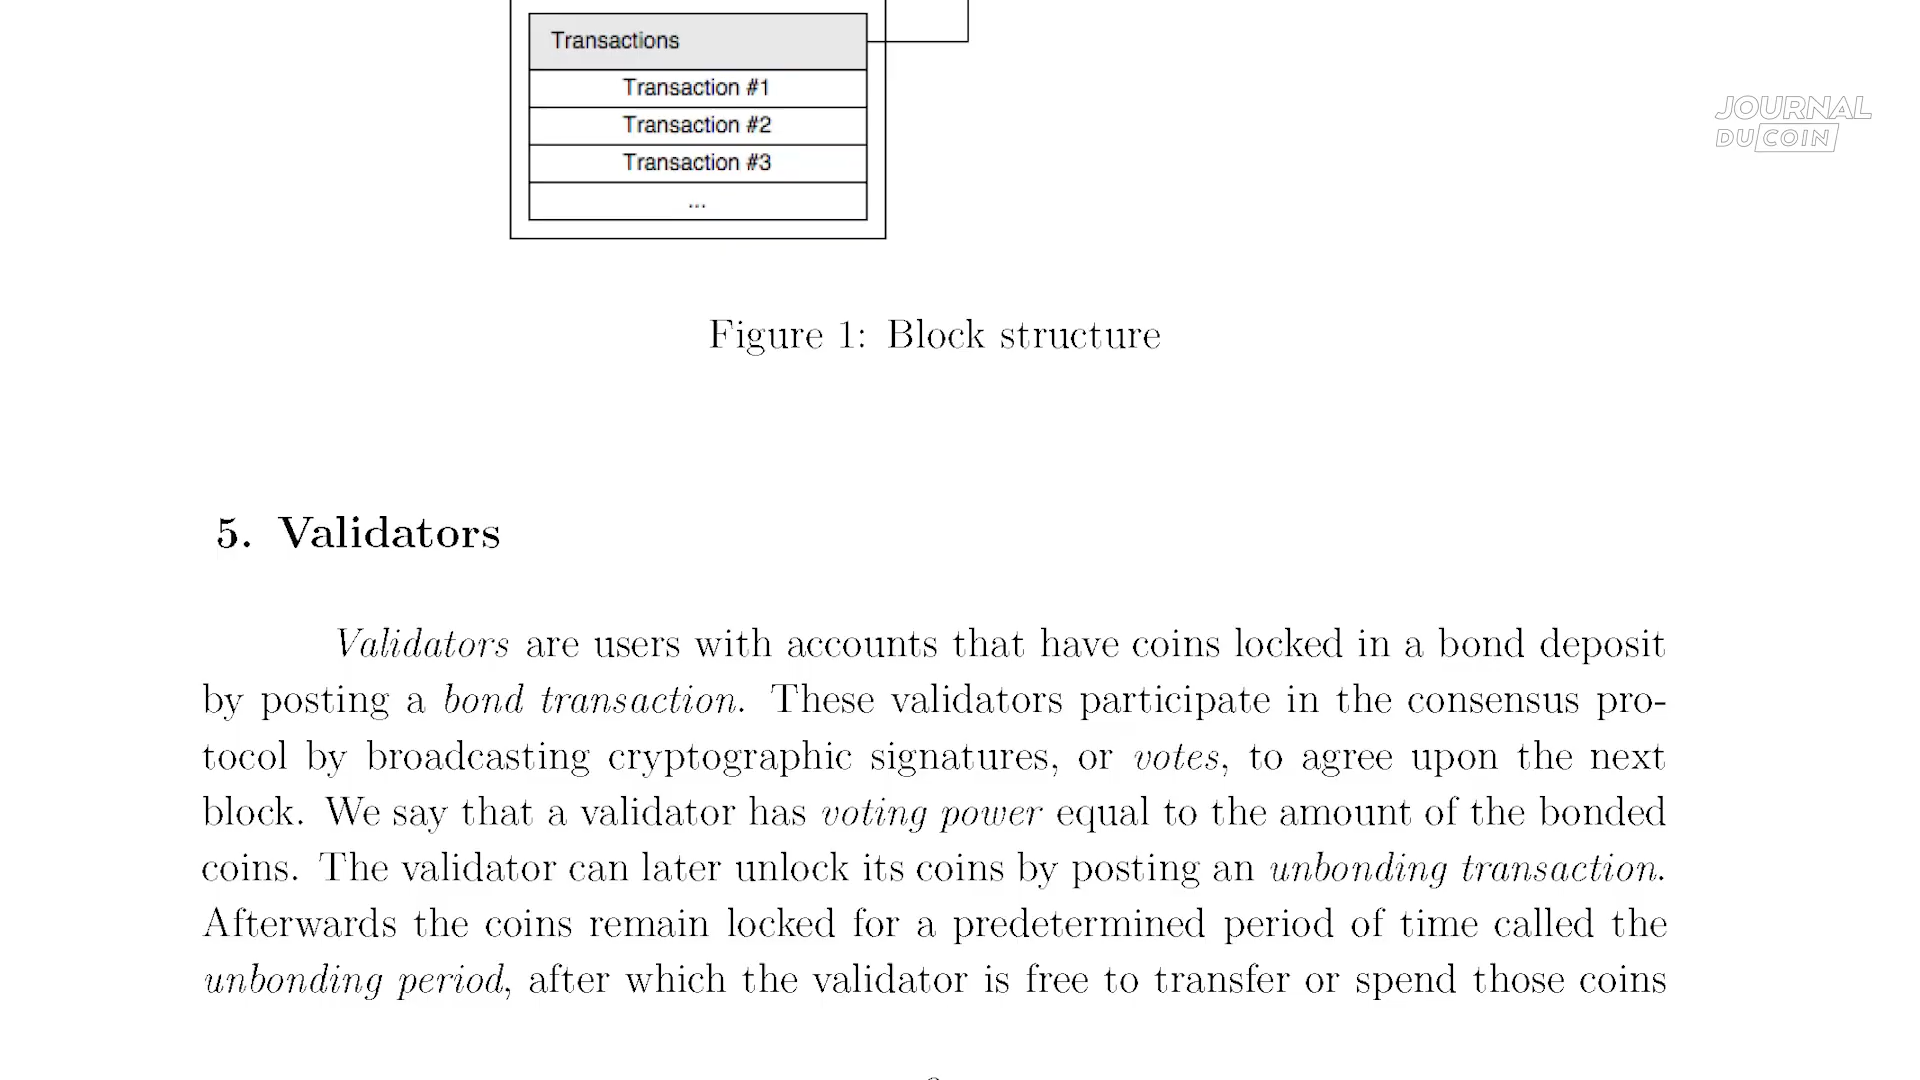 Transactions
Transaction #1
Transaction #2
Transaction #3
...
JOURNAL
DU COIN
Figure 1: Block structure
5. Validators
Validators are users with accounts that have coins locked in a bond deposit
by posting a bond transaction. These validators participate in the consensus pro-
tocol by broadcasting cryptographic signatures, or votes, to agree upon the next
block. We say that a validator has voting power equal to the amount of the bonded
coins. The validator can later unlock its coins by posting an unbonding transaction.
Afterwards the coins remain locked for a predetermined period of time called the
unbonding period, after which the validator is free to transfer or spend those coins